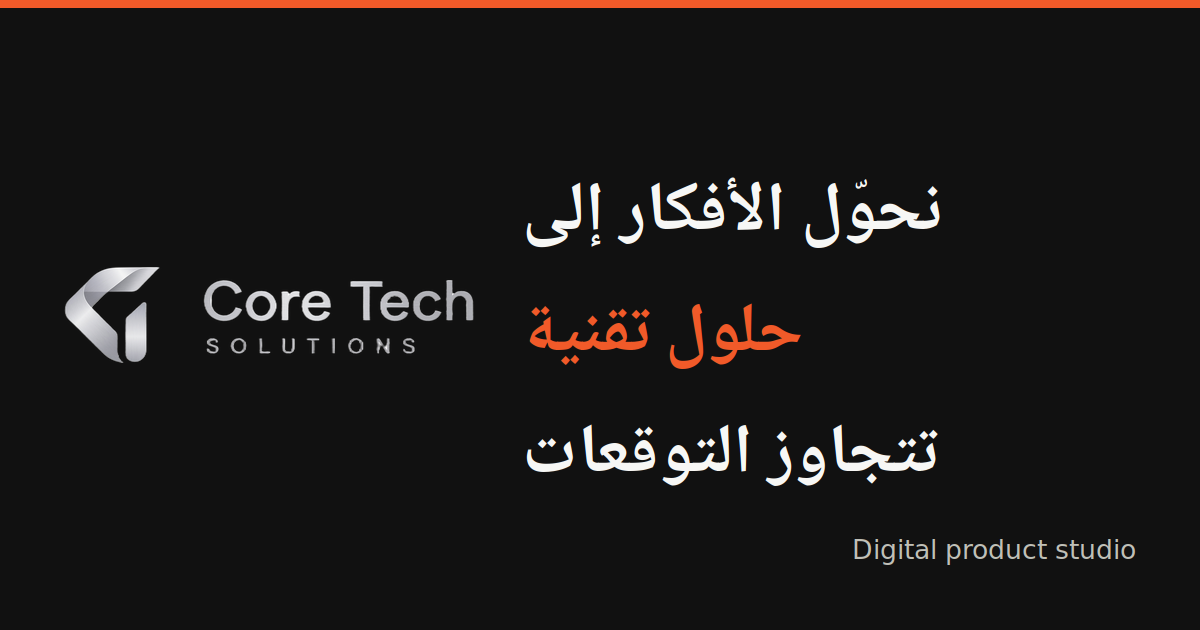 Core Tech
SOLUTIONS
نحوّل الأفكار إلى
حلول تقنية
تتجاوز التوقعات
Digital product studio